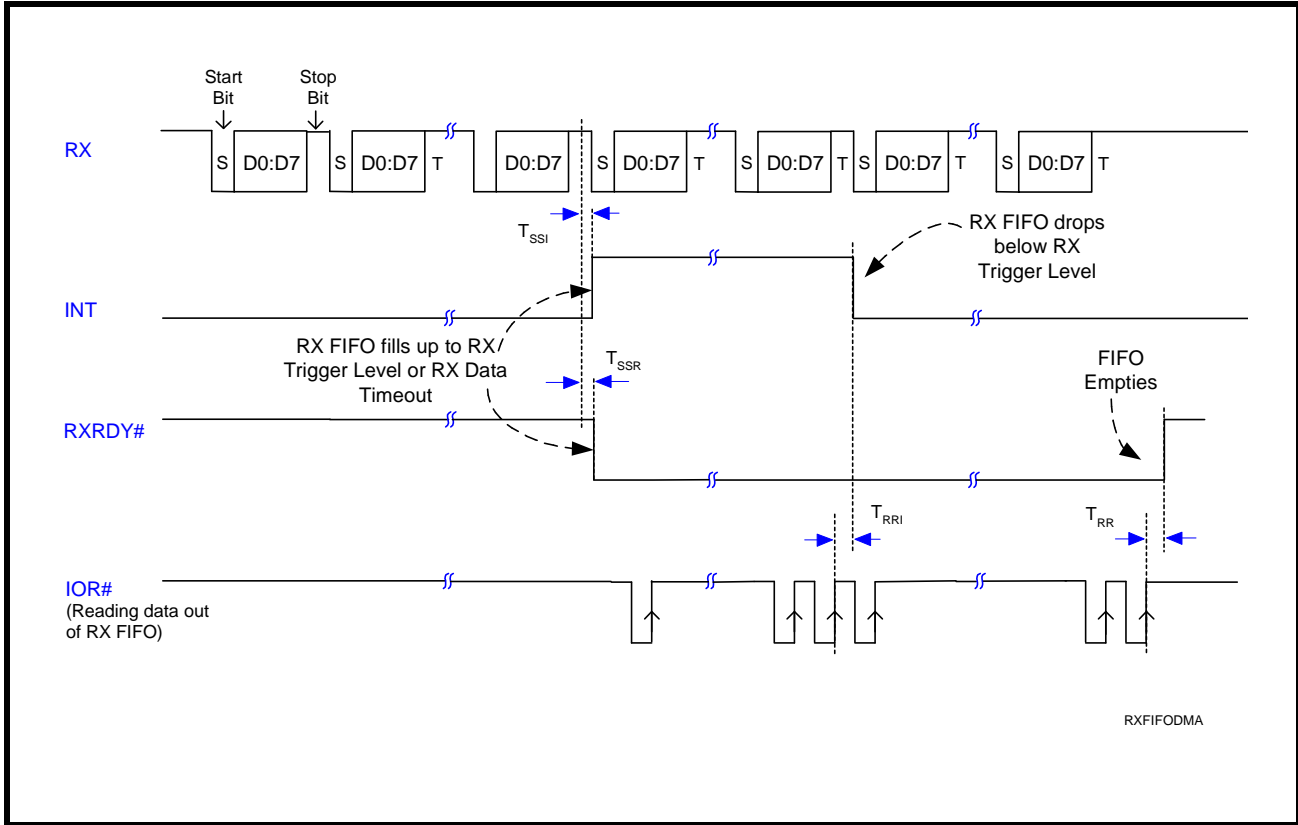 Start
Bit
Stop
Bit
RX
S D0:D7 S D0:D7 T D0:D7 S D0:D7 T S D0:D7 T S D0:D7 T S D0:D7 T
TSSI
RX FIFO drops
below RX
Trigger Level
INT
RX FIFO fills up to RX
Trigger Level or RX Data
Timeout
TSSR
FIFO
Empties
RXRDY#
TRRI
TRR
IOR#
(Reading data out
of RX FIFO)
RXFIFODMA